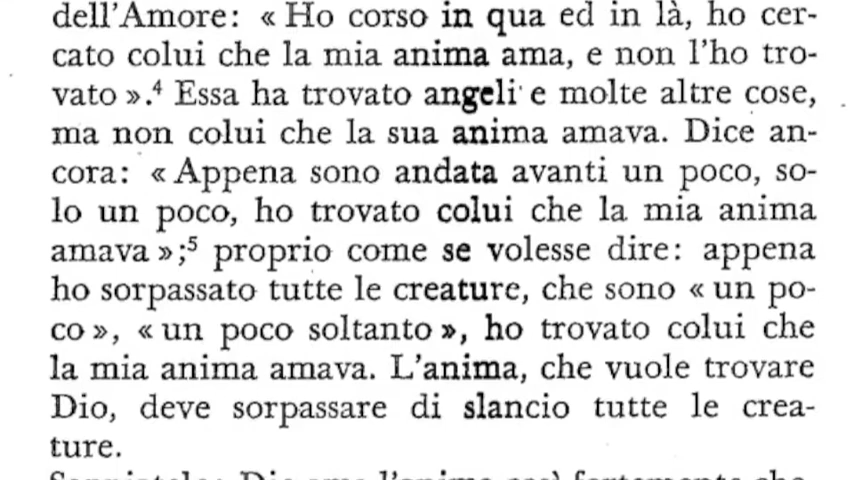 dell'Amore: « Ho corso in qua ed in là, ho cer-
cato colui che la mia anima ama, e non l'ho tro-
vato ».⁴ Essa ha trovato angeli e molte altre cose,
ma non colui che la sua anima amava. Dice an-
cora: « Appena sono andata avanti un poco, so-
lo un poco, ho trovato colui che la mia anima
amava »;⁵ proprio come se volesse dire: appena
ho sorpassato tutte le creature, che sono « un po-
co », « un poco soltanto », ho trovato colui che
la mia anima amava. L'anima, che vuole trovare
Dio, deve sorpassare di slancio tutte le crea-
ture.